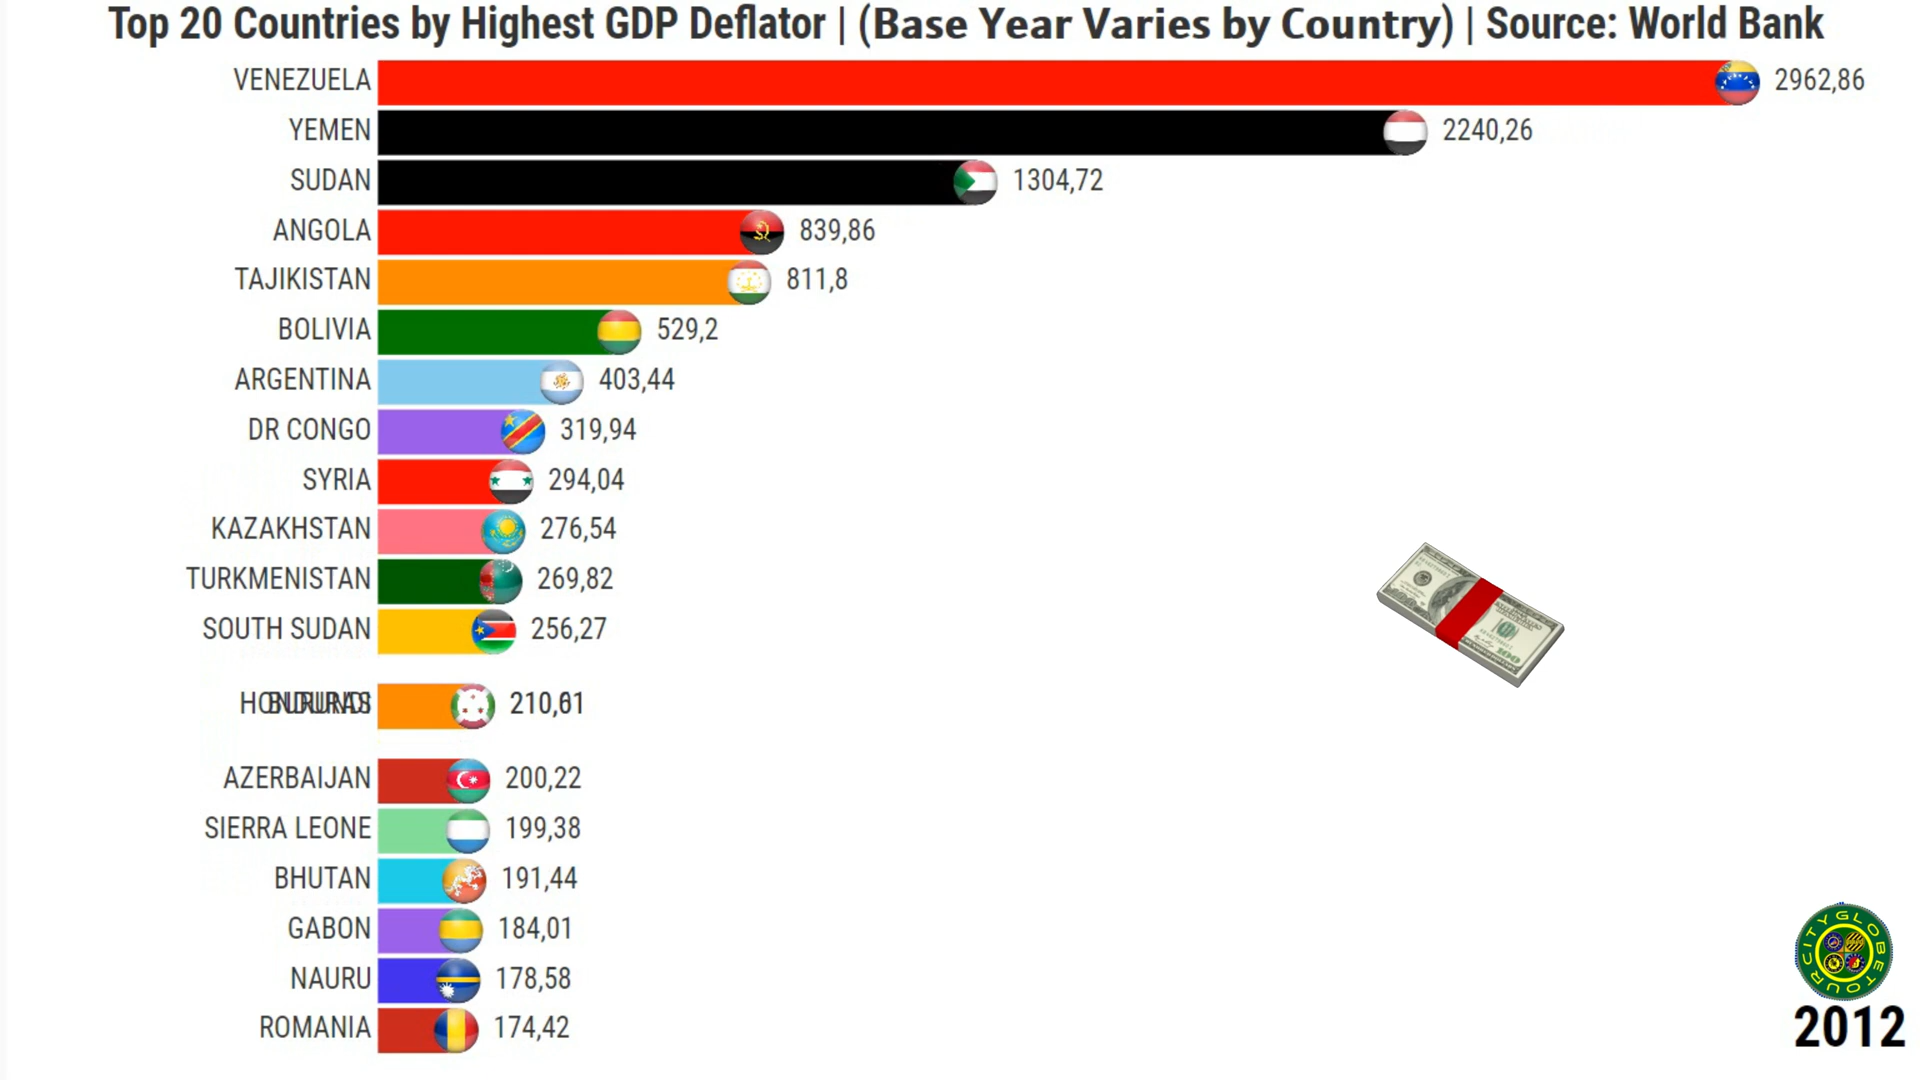 Top 20 Countries by Highest GDP Deflator | (Base Year Varies by Country) | Source: World Bank
VENEZUELA 2962,86
YEMEN 2240,26
SUDAN 1304,72
ANGOLA 839,86
TAJIKISTAN 811,8
BOLIVIA 529,2
ARGENTINA 403,44
DR CONGO 319,94
SYRIA 294,04
KAZAKHSTAN 276,54
TURKMENISTAN 269,82
SOUTH SUDAN 256,27
AZERBAIJAN 200,22
SIERRA LEONE 199,38
BHUTAN 191,44
GABON 184,01
NAURU 178,58
ROMANIA 174,42
CITYGLOBETOUR
2012